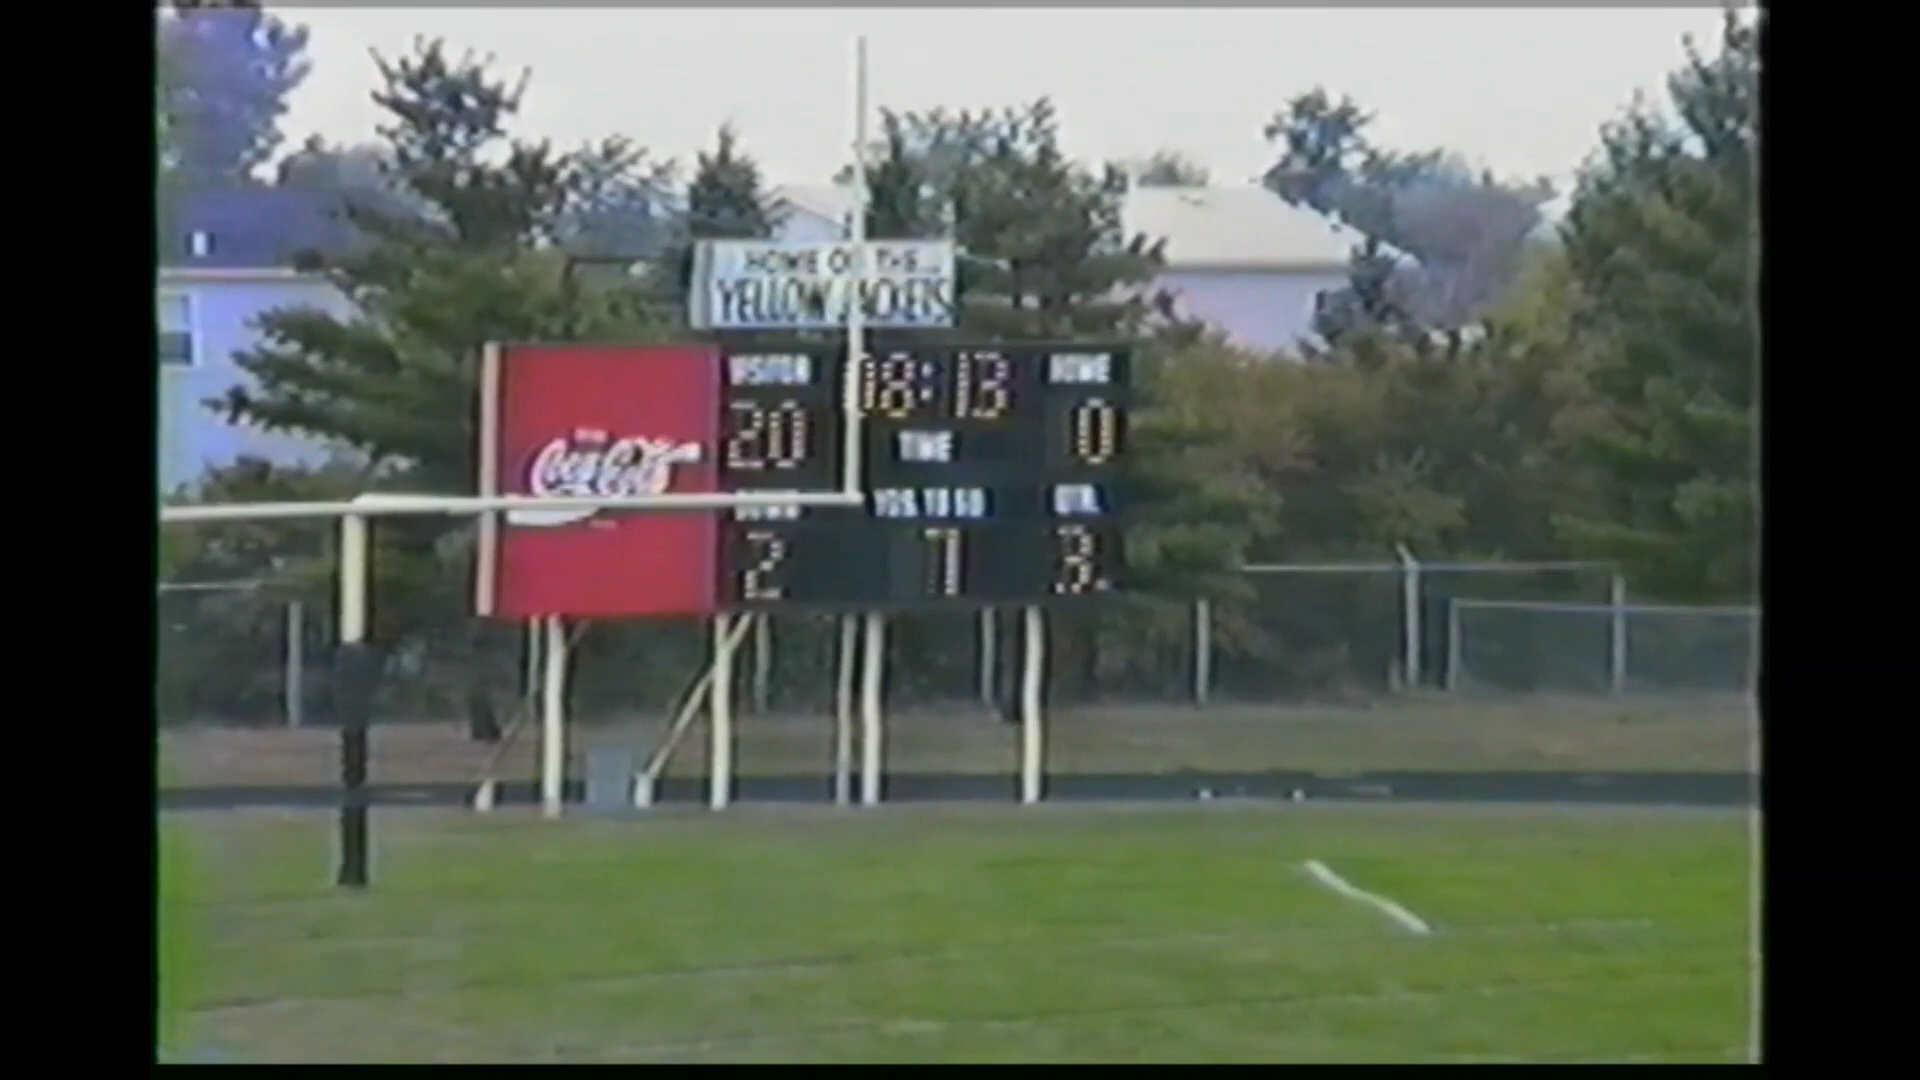 HOME OF THE...
YELLOW JACKETS
VISITOR 08:13 HOME
20 TIME 0
Coca-Cola
DOWN YDS. TO GO QTR.
2 7 3